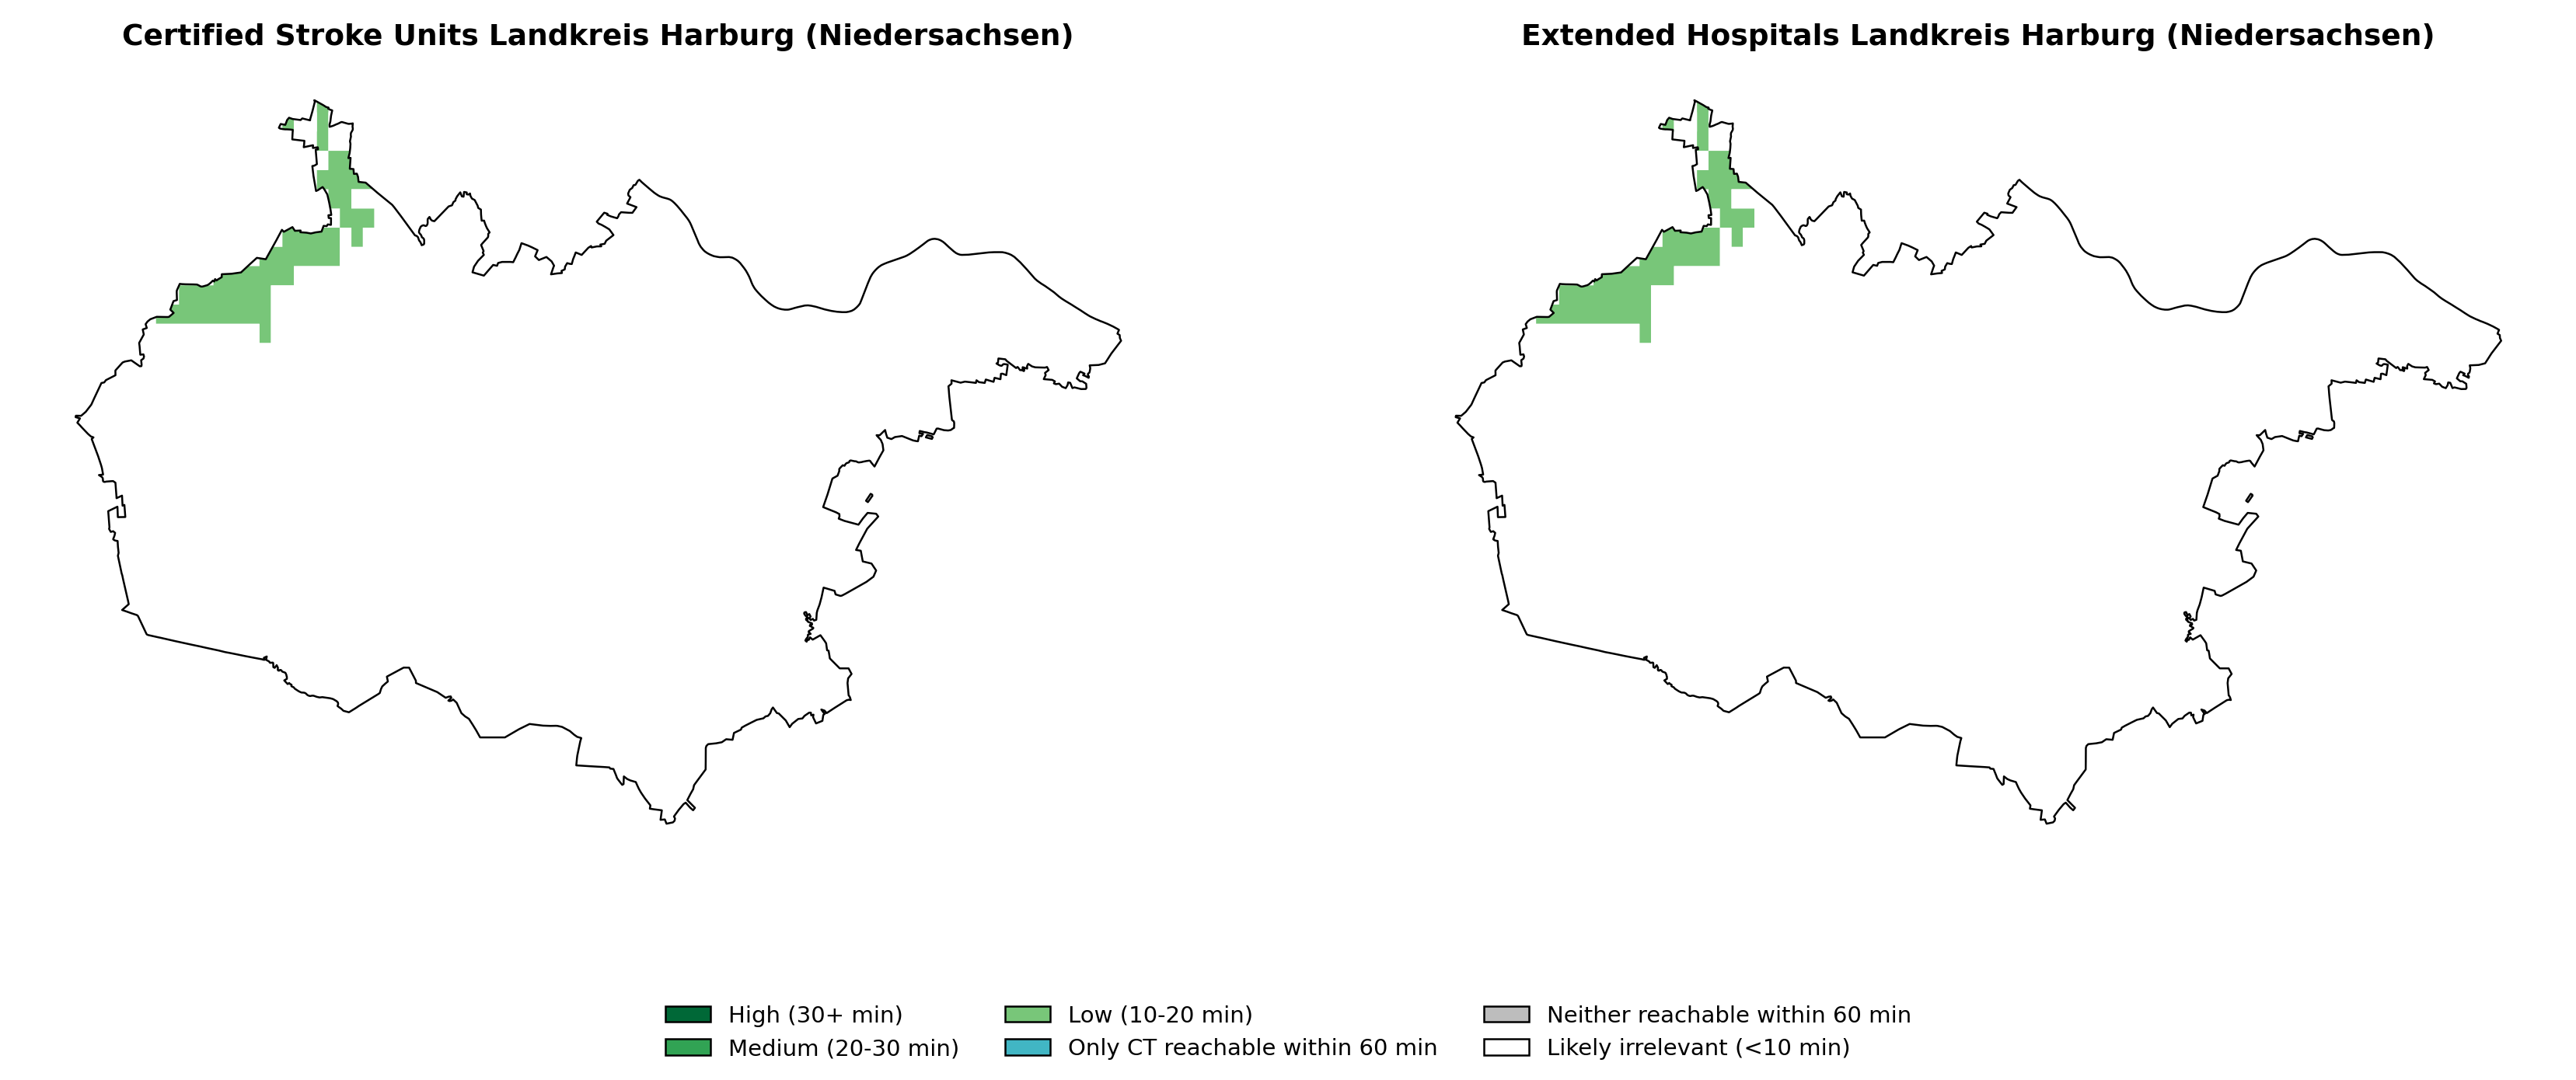 Certified Stroke Units Landkreis Harburg (Niedersachsen)
Extended Hospitals Landkreis Harburg (Niedersachsen)
High (30+ min)
Medium (20-30 min)
Low (10-20 min)
Only CT reachable within 60 min
Neither reachable within 60 min
Likely irrelevant (<10 min)